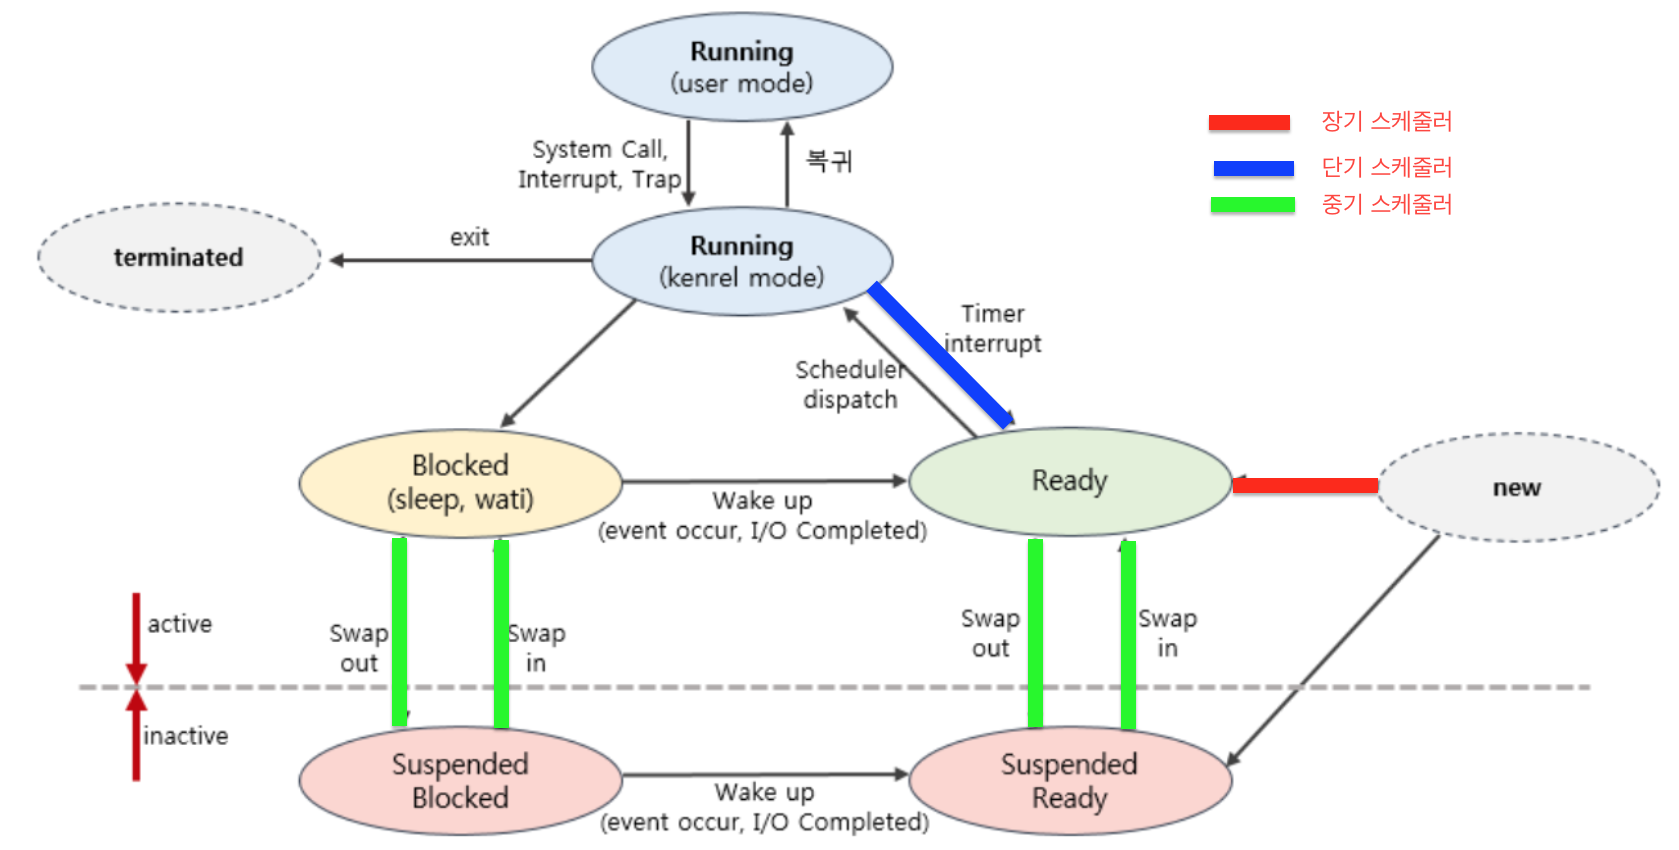 Running
(user mode)
System Call,
Interrupt, Trap
복귀
장기 스케줄러
단기 스케줄러
중기 스케줄러
terminated
exit
Running
(kenrel mode)
Timer
interrupt
Scheduler
dispatch
Blocked
(sleep, wati)
Wake up
(event occur, I/O Completed)
Ready
new
active
inactive
Swap
out
Swap
in
Swap
out
Swap
in
Suspended
Blocked
Wake up
(event occur, I/O Completed)
Suspended
Ready